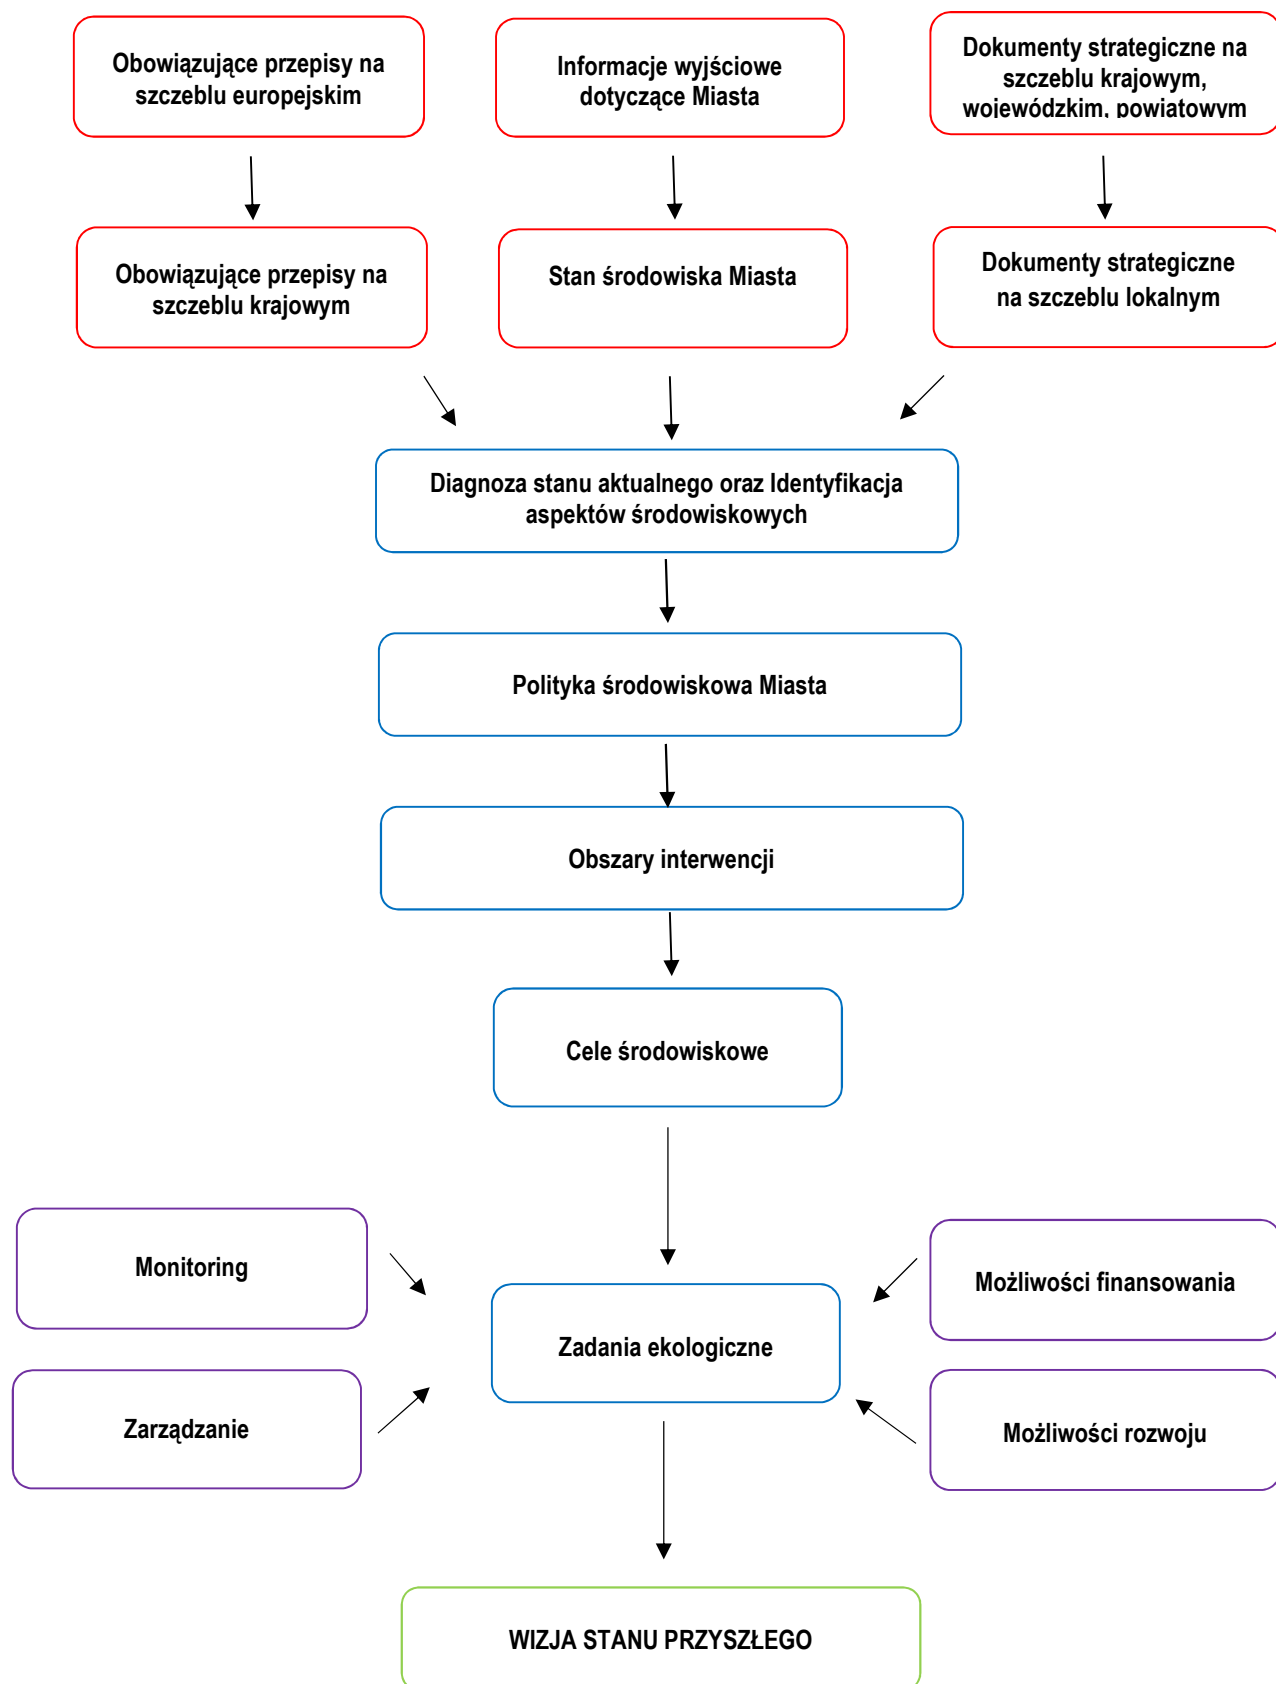 Obowiązujące przepisy na
szczeblu europejskim
Informacje wyjściowe
dotyczące Miasta
Dokumenty strategiczne na
szczeblu krajowym,
wojewódzkim, powiatowym
Obowiązujące przepisy na
szczeblu krajowym
Stan środowiska Miasta
Dokumenty strategiczne
na szczeblu lokalnym
Diagnoza stanu aktualnego oraz Identyfikacja
aspektów środowiskowych
Polityka środowiskowa Miasta
Obszary interwencji
Cele środowiskowe
Monitoring
Możliwości finansowania
Zadania ekologiczne
Zarządzanie
Możliwości rozwoju
WIZJA STANU PRZYSZŁEGO